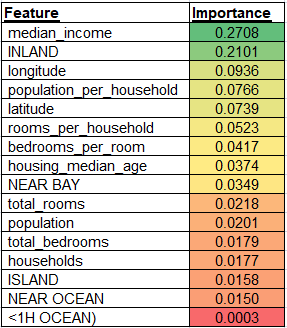 Feature Importance
median_income 0.2708
INLAND 0.2101
longitude 0.0936
population_per_household 0.0766
latitude 0.0739
rooms_per_household 0.0523
bedrooms_per_room 0.0417
housing_median_age 0.0374
NEAR BAY 0.0349
total_rooms 0.0218
population 0.0201
total_bedrooms 0.0179
households 0.0177
ISLAND 0.0158
NEAR OCEAN 0.0150
<1H OCEAN) 0.0003